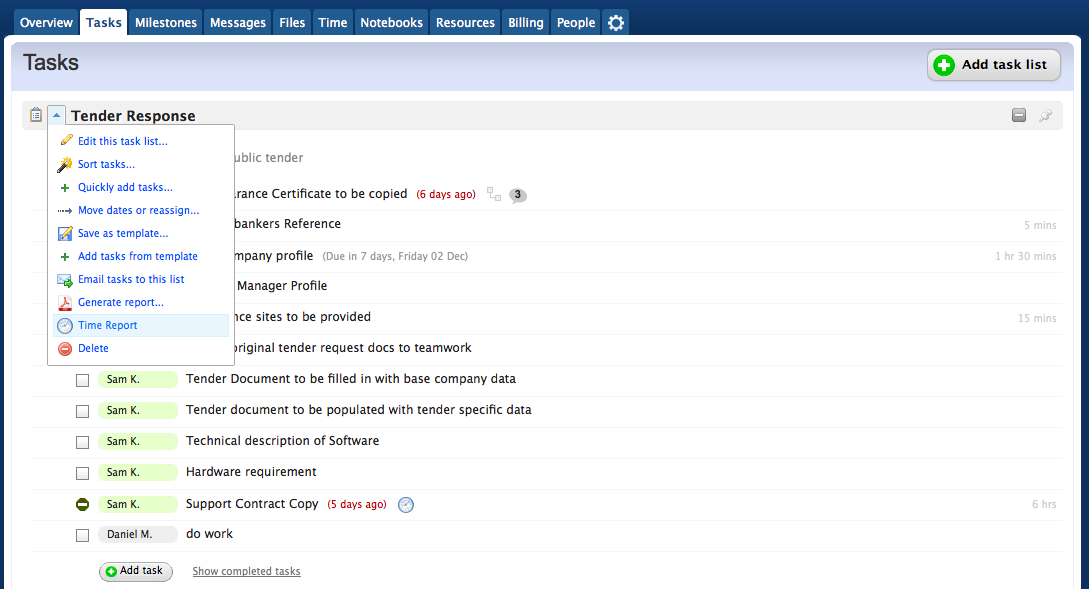 Overview Tasks Milestones Messages Files Time Notebooks Resources Billing People
Tasks
Add task list
Tender Response
Edit this task list...
Sort tasks...
Quickly add tasks...
Move dates or reassign...
Save as template...
Add tasks from template
Email tasks to this list
Generate report...
Time Report
Delete
public tender
Certificate to be copied (6 days ago) 3
bankers Reference 5 mins
profile (Due in 7 days, Friday 02 Dec) 1 hr 30 mins
Manager Profile
sites to be provided 15 mins
original tender request docs to teamwork
Sam K. Tender Document to be filled in with base company data
Sam K. Tender document to be populated with tender specific data
Sam K. Technical description of Software
Sam K. Hardware requirement
Sam K. Support Contract Copy (5 days ago) 6 hrs
Daniel M. do work
Add task Show completed tasks